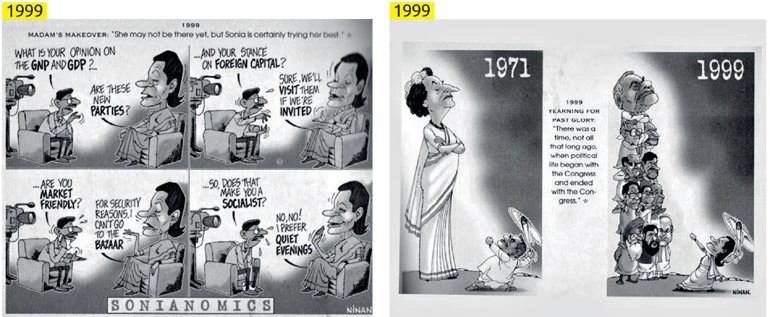 1999
1999
MADAM'S MAKEOVER: "She may not be there yet, but Sonia is certainly trying her best."
WHAT IS YOUR OPINION ON
THE GNP AND GDP?...
ARE THESE
NEW
PARTIES?
...AND YOUR STANCE
ON FOREIGN CAPITAL?
SURE, WE'LL
VISIT THEM
IF WE'RE
INVITED
...ARE YOU
MARKET
FRIENDLY?
FOR SECURITY
REASONS, I
CAN'T GO
TO THE
BAZAAR
...SO, DOES THAT
MAKE YOU A
SOCIALIST?
NO, NO!
I PREFER
QUIET
EVENINGS
SONIANOMICS
NINAN
1999
1971
1999
YEARNING FOR
PAST GLORY:
"There was a
time, not all
that long ago,
when political
life began with
the Congress
and ended
with the Con-
gress."
1999
NINAN